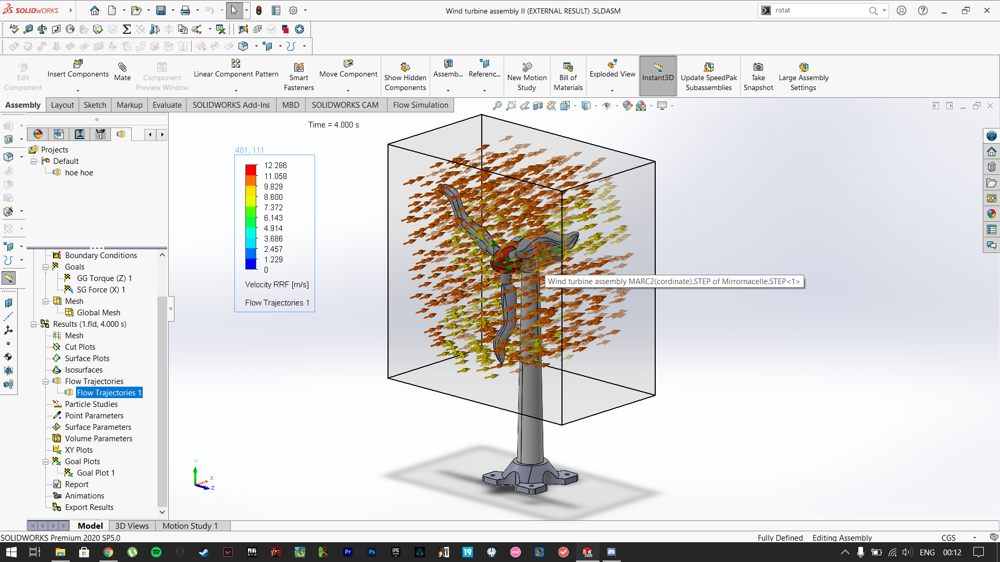 SOLIDWORKS
Wind turbine assembly II (EXTERNAL RESULT) .SLDASM
rotat
Edit Component
Insert Components
Mate
Component Preview Window
Linear Component Pattern
Smart Fasteners
Move Component
Show Hidden Components
Assemb...
Referenc...
New Motion Study
Bill of Materials
Exploded View
Instant3D
Update SpeedPak Subassemblies
Take Snapshot
Large Assembly Settings
Assembly
Layout
Sketch
Markup
Evaluate
SOLIDWORKS Add-Ins
MBD
SOLIDWORKS CAM
Flow Simulation
Time = 4.000 s
Projects
Default
hoe hoe
401, 111
12.286
11.058
9.829
8.600
7.372
6.143
4.914
3.686
2.457
1.229
0
Velocity RRF [m/s]
Flow Trajectories 1
Wind turbine assembly MARC2(cordinate).STEP of Mirrornacelle.STEP<1>
Boundary Conditions
Goals
GG Torque (Z) 1
SG Force (X) 1
Mesh
Global Mesh
Results (1.fld, 4.000 s)
Mesh
Cut Plots
Surface Plots
Isosurfaces
Flow Trajectories
Flow Trajectories 1
Particle Studies
Point Parameters
Surface Parameters
Volume Parameters
XY Plots
Goal Plots
Goal Plot 1
Report
Animations
Export Results
Y
X
Z
Model
3D Views
Motion Study 1
SOLIDWORKS Premium 2020 SP5.0
Fully Defined
Editing Assembly
CGS
ENG
00:12